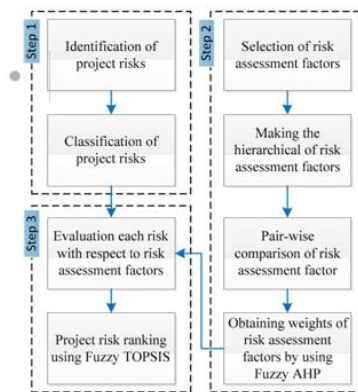 Step 1
Identification of
project risks
Classification of
project risks
Step 2
Selection of risk
assessment factors
Making the
hierarchical of risk
assessment factors
Pair-wise
comparison of risk
assessment factor
Obtaining weights of
risk assessment
factors by using
Fuzzy AHP
Step 3
Evaluation each risk
with respect to risk
assessment factors
Project risk ranking
using Fuzzy TOPSIS